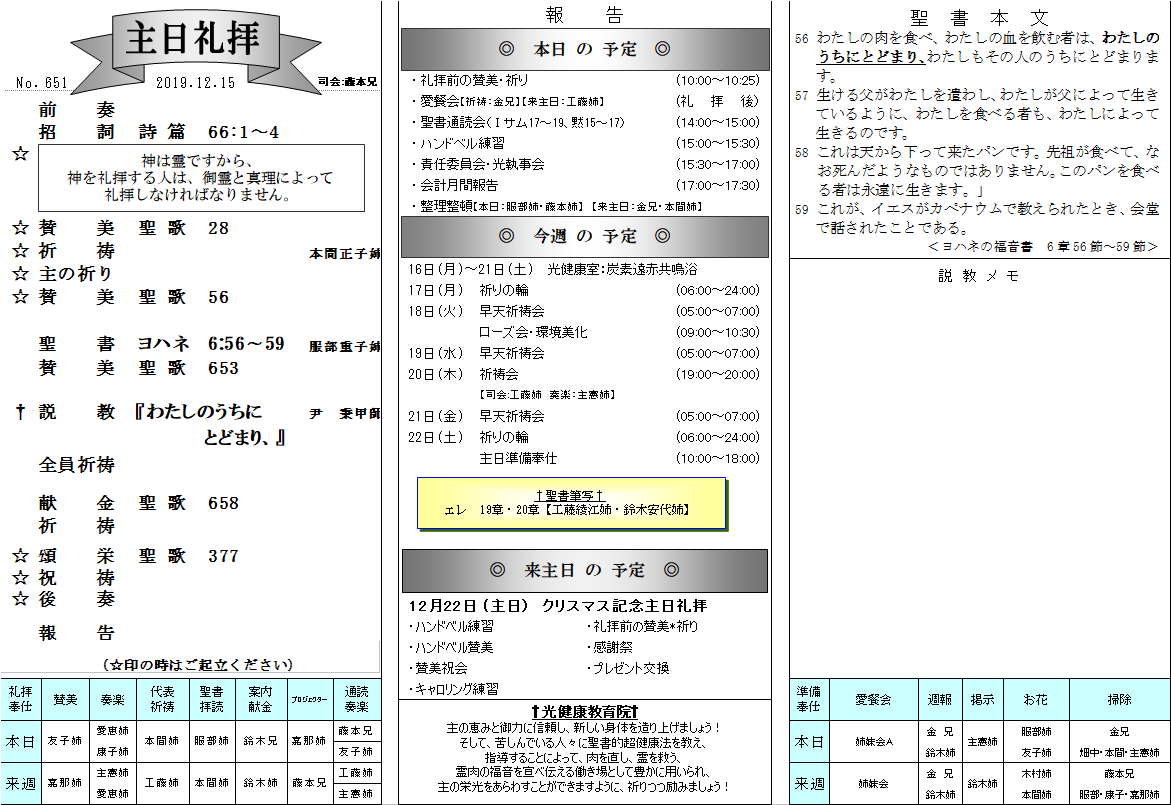 主日礼拝
No. 651
2019.12.15
司会:藤本兄
前　奏
招　詞 詩篇 66:1～4
☆ 神は霊ですから、
神を礼拝する人は、御霊と真理によって
礼拝しなければなりません。
☆ 賛　美 聖歌 28
☆ 祈　祷 本間正子姉
☆ 主の祈り
☆ 賛　美 聖歌 56
聖　書 ヨハネ 6:56～59 服部重子姉
賛　美 聖歌 653
† 説　教 『わたしのうちに 尹 秉甲師
とどまり、』
全員祈祷
献　金 聖歌 658
祈　祷
☆ 頌　栄 聖歌 377
☆ 祝　祷
☆ 後　奏
報　告
(☆印の時はご起立ください)
礼拝奉仕 賛美 奏楽 代表祈祷 聖書拝読 案内献金 プロジェクター 通読奏楽
本日 友子姉 愛恵姉 康子姉 本間姉 服部姉 鈴木兄 嘉那姉 藤本兄 友子姉
来週 嘉那姉 主憲姉 愛恵姉 工藤姉 本間姉 鈴木姉 藤本兄 工藤姉 主憲姉
報　告
◎ 本日 の 予定 ◎
・礼拝前の賛美・祈り (10:00～10:25)
・愛餐会【祈祷:金兄】【来主日:工藤姉】 (礼 拝 後)
・聖書通読会(Ⅰサム17～19、黙15～17) (14:00～15:00)
・ハンドベル練習 (15:00～15:30)
・責任委員会・光執事会 (15:30～17:00)
・会計月間報告 (17:00～17:30)
・整理整頓【本日:服部姉・藤本姉】 【来主日:金兄・本間姉】
◎ 今週 の 予定 ◎
16日(月)～21日(土) 光健康室:炭素遠赤共鳴浴
17日(月) 祈りの輪 (06:00～24:00)
18日(火) 早天祈祷会 (05:00～07:00)
ローズ会・環境美化 (09:00～10:30)
19日(水) 早天祈祷会 (05:00～07:00)
20日(木) 祈祷会 (19:00～20:00)
【司会:工藤姉 奏楽:主憲姉】
21日(金) 早天祈祷会 (05:00～07:00)
22日(土) 祈りの輪 (06:00～24:00)
主日準備奉仕 (10:00～18:00)
†聖書筆写†
エレ 19章・20章【工藤綾江姉・鈴木安代姉】
◎ 来主日 の 予定 ◎
12月22日(主日) クリスマス記念主日礼拝
・ハンドベル練習 ・礼拝前の賛美*祈り
・ハンドベル賛美 ・感謝祭
・賛美祝会 ・プレゼント交換
・キャロリング練習
†光健康教育院†
主の恵みと御力に信頼し、新しい身体を造り上げましょう!
そして、苦しんでいる人々に聖書的超健康法を教え、
指導することによって、肉を直し、霊を救う、
霊肉の福音を宣べ伝える働き場として豊かに用いられ、
主の栄光をあらわすことができますように、祈りつつ励みましょう!
聖書本文
56 わたしの肉を食べ、わたしの血を飲む者は、わたしの
うちにとどまり、わたしもその人のうちにとどまりま
す。
57 生ける父がわたしを遣わし、わたしが父によって生き
ているように、わたしを食べる者も、わたしによって
生きるのです。
58 これは天から下って来たパンです。先祖が食べて、な
お死んだようなものではありません。このパンを食べ
る者は永遠に生きます。」
59 これが、イエスがカペナウムで教えられたとき、会堂
で話されたことである。
＜ヨハネの福音書 6章56節～59節＞
説教メモ
準備奉仕 愛餐会 週報 掲示 お花 掃除
本日 姉妹会A 金 兄 鈴木姉 主憲姉 服部姉 友子姉 金兄 畑中・本間・主憲姉
来週 姉妹会 金 兄 鈴木姉 鈴木姉 木村姉 本間姉 藤本兄 服部・康子・嘉那姉